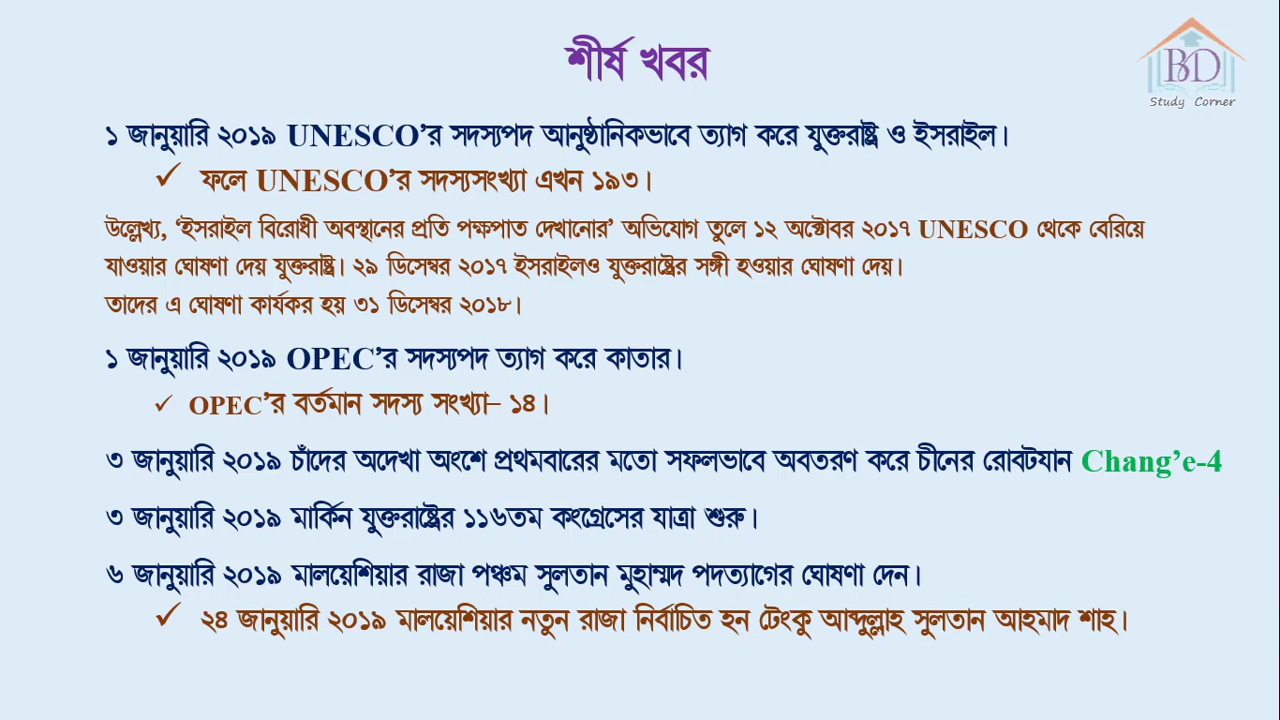 শীর্ষ খবর
BD
Study Corner
১ জানুয়ারি ২০১৯ UNESCO’র সদস্যপদ আনুষ্ঠানিকভাবে ত্যাগ করে যুক্তরাষ্ট্র ও ইসরাইল।
✓ ফলে UNESCO’র সদস্যসংখ্যা এখন ১৯৩।
উল্লেখ্য, ‘ইসরাইল বিরোধী অবস্থানের প্রতি পক্ষপাত দেখানোর’ অভিযোগ তুলে ১২ অক্টোবর ২০১৭ UNESCO থেকে বেরিয়ে
যাওয়ার ঘোষণা দেয় যুক্তরাষ্ট্র। ২৯ ডিসেম্বর ২০১৭ ইসরাইলও যুক্তরাষ্ট্রের সঙ্গী হওয়ার ঘোষণা দেয়।
তাদের এ ঘোষণা কার্যকর হয় ৩১ ডিসেম্বর ২০১৮।
১ জানুয়ারি ২০১৯ OPEC’র সদস্যপদ ত্যাগ করে কাতার।
✓ OPEC’র বর্তমান সদস্য সংখ্যা– ১৪।
৩ জানুয়ারি ২০১৯ চাঁদের অদেখা অংশে প্রথমবারের মতো সফলভাবে অবতরণ করে চীনের রোবটযান Chang’e-4
৩ জানুয়ারি ২০১৯ মার্কিন যুক্তরাষ্ট্রের ১১৬তম কংগ্রেসের যাত্রা শুরু।
৬ জানুয়ারি ২০১৯ মালয়েশিয়ার রাজা পঞ্চম সুলতান মুহাম্মদ পদত্যাগের ঘোষণা দেন।
✓ ২৪ জানুয়ারি ২০১৯ মালয়েশিয়ার নতুন রাজা নির্বাচিত হন টেংকু আব্দুল্লাহ সুলতান আহমাদ শাহ।